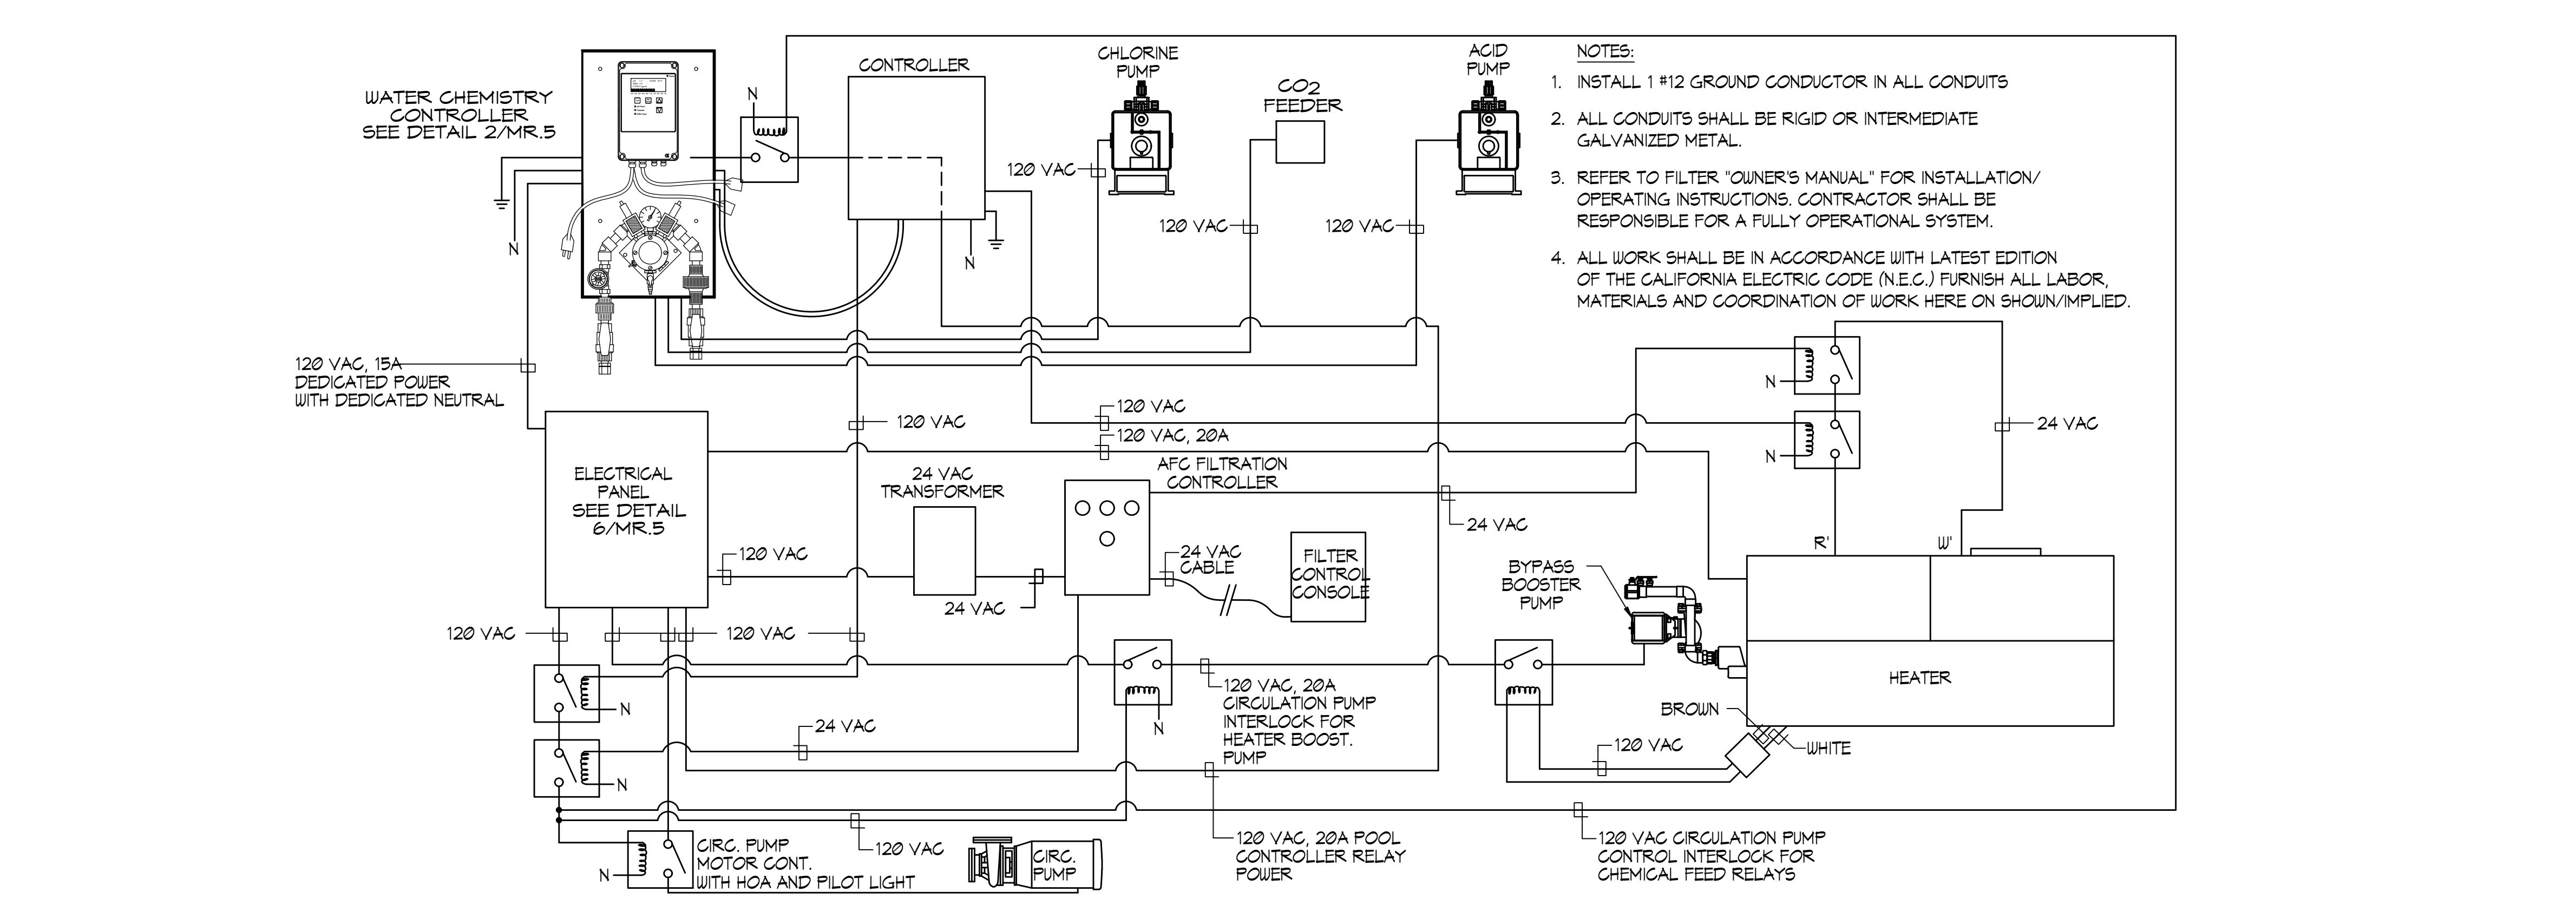 WATER CHEMISTRY
CONTROLLER
SEE DETAIL 2/MR.5
N
CONTROLLER
CHLORINE
PUMP
CO2
FEEDER
ACID
PUMP
NOTES:
1. INSTALL 1 #12 GROUND CONDUCTOR IN ALL CONDUITS
2. ALL CONDUITS SHALL BE RIGID OR INTERMEDIATE
GALVANIZED METAL.
3. REFER TO FILTER "OWNER'S MANUAL" FOR INSTALLATION/
OPERATING INSTRUCTIONS. CONTRACTOR SHALL BE
RESPONSIBLE FOR A FULLY OPERATIONAL SYSTEM.
4. ALL WORK SHALL BE IN ACCORDANCE WITH LATEST EDITION
OF THE CALIFORNIA ELECTRIC CODE (N.E.C.) FURNISH ALL LABOR,
MATERIALS AND COORDINATION OF WORK HERE ON SHOWN/IMPLIED.
120 VAC
120 VAC
120 VAC
N
N
120 VAC, 15A
DEDICATED POWER
WITH DEDICATED NEUTRAL
120 VAC
120 VAC
120 VAC, 20A
N
N
24 VAC
ELECTRICAL
PANEL
SEE DETAIL
6/MR.5
24 VAC
TRANSFORMER
AFC FILTRATION
CONTROLLER
24 VAC
120 VAC
24 VAC
24 VAC
CABLE
FILTER
CONTROL
CONSOLE
R'
W'
BYPASS
BOOSTER
PUMP
120 VAC
120 VAC
HEATER
120 VAC, 20A
CIRCULATION PUMP
INTERLOCK FOR
HEATER BOOST.
PUMP
N
N
N
24 VAC
BROWN
WHITE
120 VAC
CIRC. PUMP
MOTOR CONT.
WITH HOA AND PILOT LIGHT
N
120 VAC
CIRC.
PUMP
120 VAC, 20A POOL
CONTROLLER RELAY
POWER
120 VAC CIRCULATION PUMP
CONTROL INTERLOCK FOR
CHEMICAL FEED RELAYS